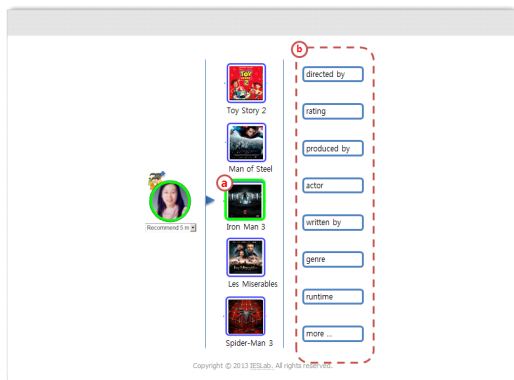 b
directed by
Toy Story 2
rating
produced by
Man of Steel
a
actor
Recommend 5 m
Iron Man 3
written by
genre
Les Miserables
runtime
more ...
Spider-Man 3
Copyright © 2013 IESLab. All rights reserved.